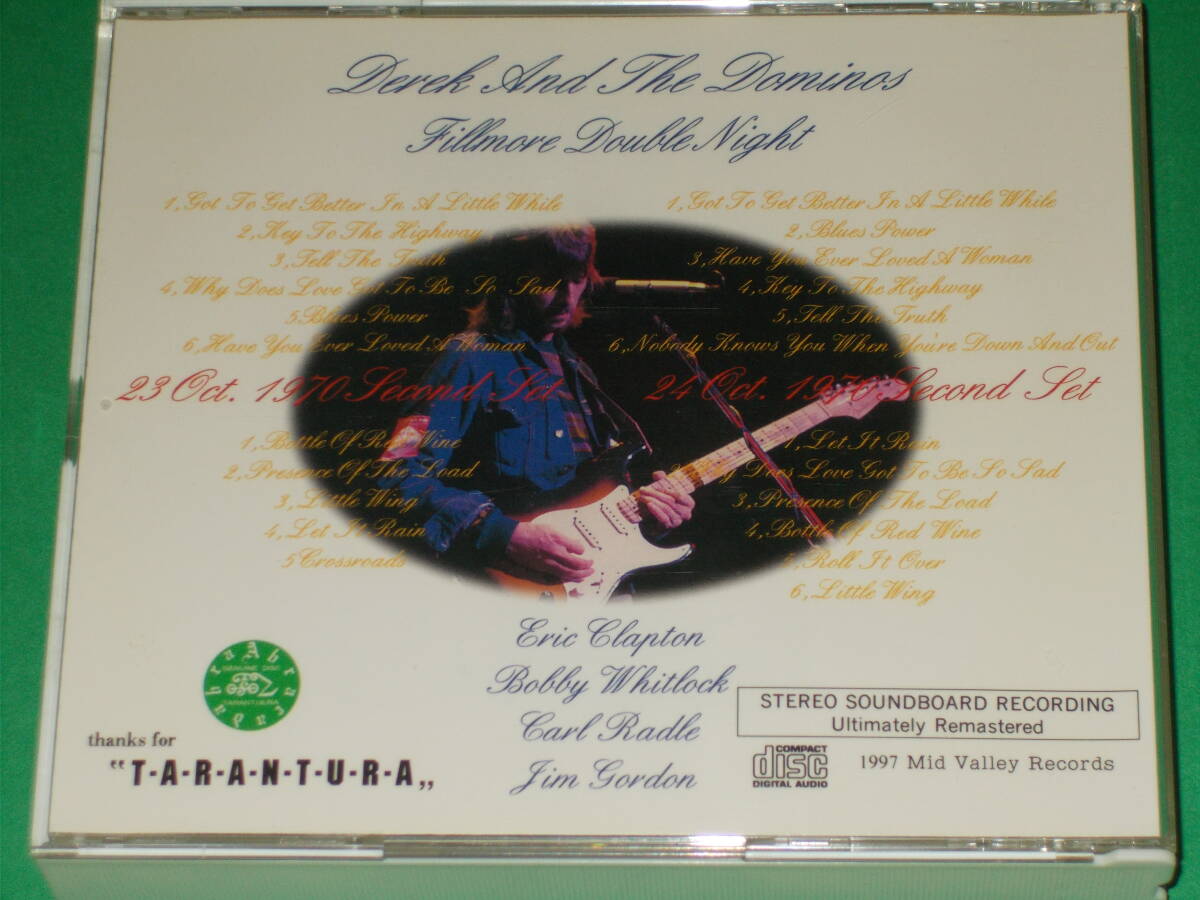 Derek And The Dominos
Fillmore Double Night
1,Got To Get Better In A Little While
2,Key To The Highway
3,Tell The Truth
4,Why Does Love Got To Be So Sad
5.Blues Power
6,Have You Ever Loved A Woman
23 Oct. 1970 Second Set
1,Bottle Of Red Wine
2,Presence Of The Load
3,Little Wing
4,Let It Rain
5 Crossroads
1,Got To Get Better In A Little While
2,Blues Power
3,Have You Ever Loved A Woman
4,Key To The Highway
5,Tell The Truth
6,Nobody Knows You When You're Down And Out
24 Oct. 1970 Second Set
1,Let It Rain
2,Why Does Love Got To Be So Sad
3,Presence Of The Load
4,Bottle Of Red Wine
5,Roll It Over
6,Little Wing
Eric Clapton
Bobby Whitlock
Carl Radle
Jim Gordon
GENUINE DISC
TARANTURA
thanks for
"T-A-R-A-N-T-U-R-A"
STEREO SOUNDBOARD RECORDING
Ultimately Remastered
COMPACT
disc
DIGITAL AUDIO
1997 Mid Valley Records